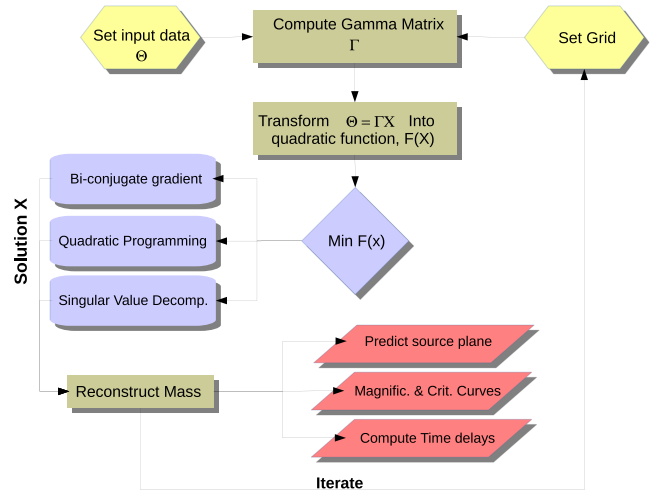 Set input data
Θ
Compute Gamma Matrix
Γ
Set Grid
Transform Θ = ΓX Into
quadratic function, F(X)
Min F(x)
Bi-conjugate gradient
Quadratic Programming
Singular Value Decomp.
Solution X
Reconstruct Mass
Predict source plane
Magnific. & Crit. Curves
Compute Time delays
Iterate